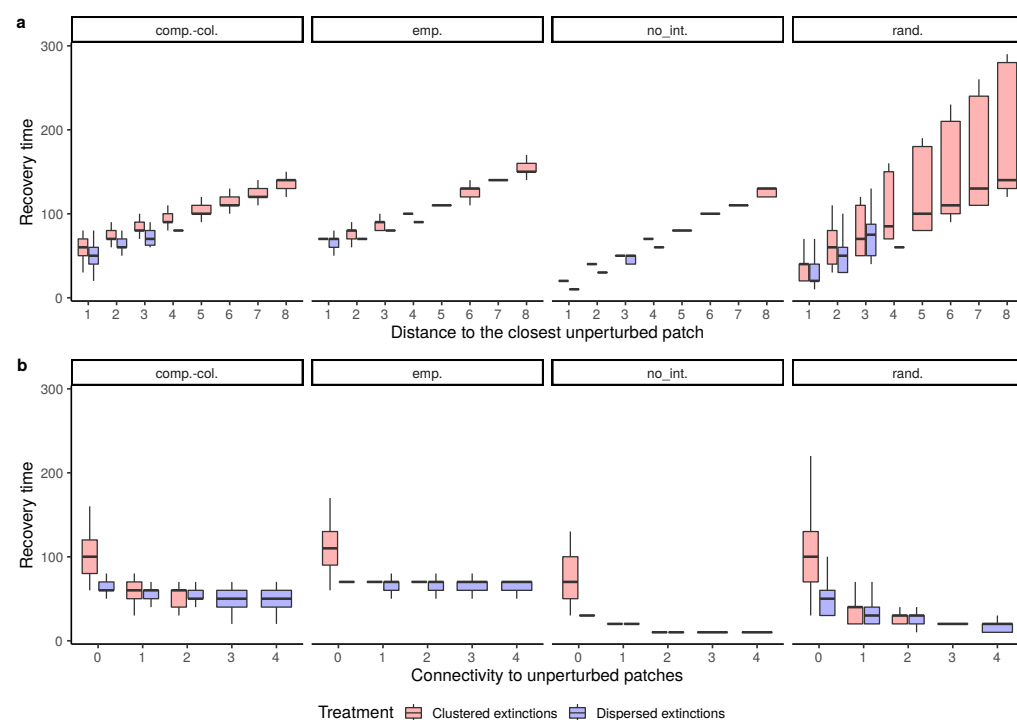 a
comp.-col. emp. no_int. rand.
300
200
100
0
Recovery time
1 2 3 4 5 6 7 8 1 2 3 4 5 6 7 8 1 2 3 4 5 6 7 8 1 2 3 4 5 6 7 8
Distance to the closest unperturbed patch
b
comp.-col. emp. no_int. rand.
300
200
100
0
Recovery time
0 1 2 3 4 0 1 2 3 4 0 1 2 3 4 0 1 2 3 4
Connectivity to unperturbed patches
Treatment Clustered extinctions Dispersed extinctions